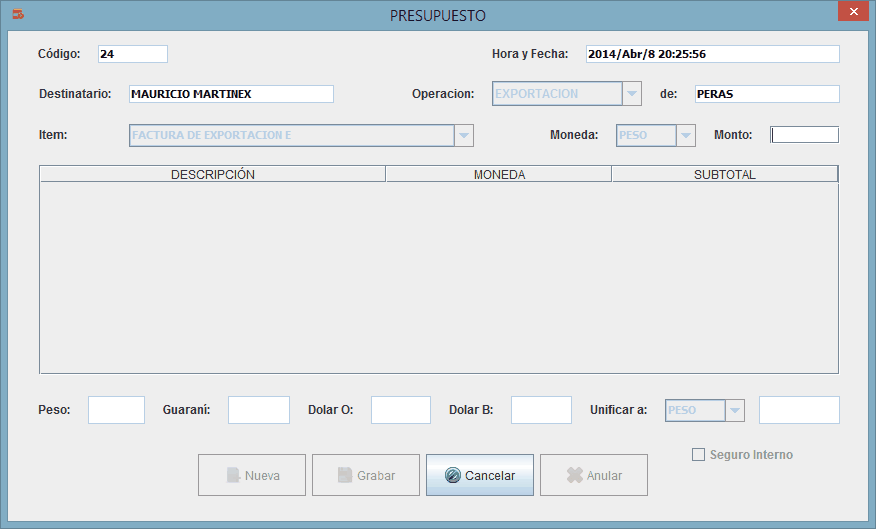 PRESUPUESTO
Código: 24 Hora y Fecha: 2014/Abr/8 20:25:56
Destinatario: MAURICIO MARTINEX Operacion: EXPORTACION de: PERAS
Item: FACTURA DE EXPORTACION E Moneda: PESO Monto:
DESCRIPCIÓN MONEDA SUBTOTAL
Peso: Guaraní: Dolar O: Dolar B: Unificar a: PESO
Seguro Interno
Nueva Grabar Cancelar Anular